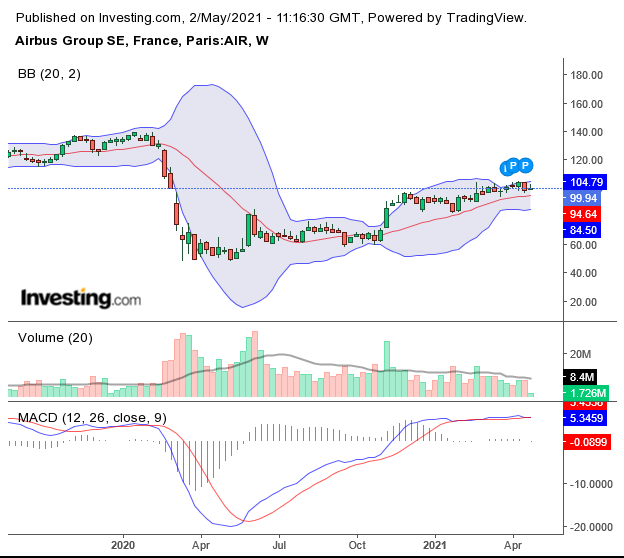 Published on Investing.com, 2/May/2021 - 11:16:30 GMT, Powered by TradingView.
Airbus Group SE, France, Paris:AIR, W
BB (20, 2)
180.00
160.00
140.00
120.00
P P
104.79
99.94
94.64
84.50
60.00
40.00
20.00
Investing.com
Volume (20)
20M
8.4M
1.726M
MACD (12, 26, close, 9)
5.3459
-0.0899
-10.0000
-20.0000
2020 Apr Jul Oct 2021 Apr